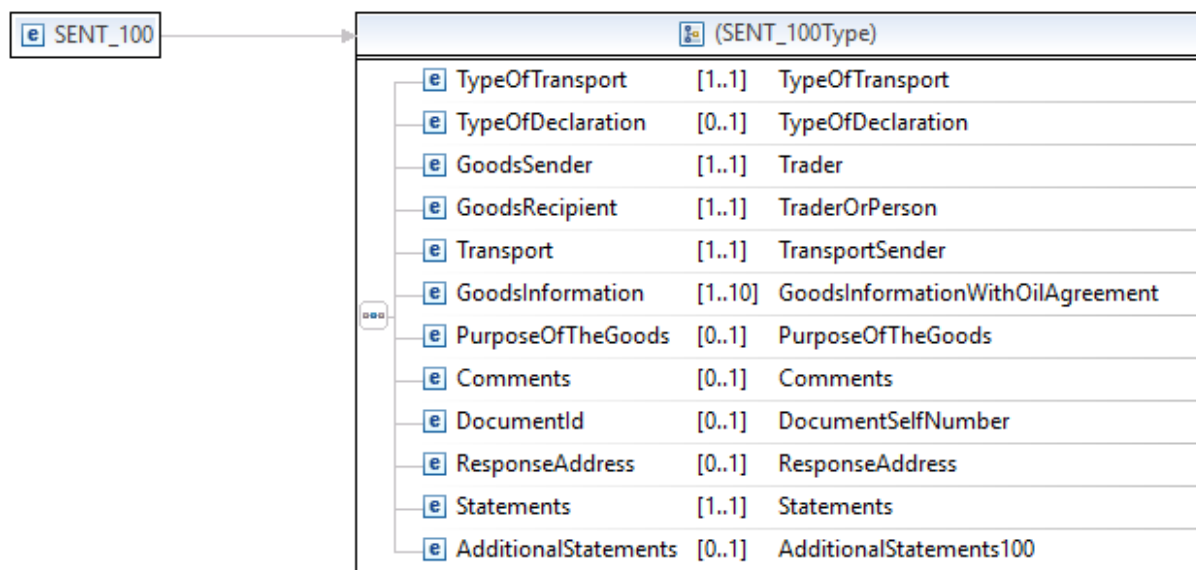 e SENT_100
(SENT_100Type)
e TypeOfTransport [1..1] TypeOfTransport
e TypeOfDeclaration [0..1] TypeOfDeclaration
e GoodsSender [1..1] Trader
e GoodsRecipient [1..1] TraderOrPerson
e Transport [1..1] TransportSender
e GoodsInformation [1..10] GoodsInformationWithOilAgreement
e PurposeOfTheGoods [0..1] PurposeOfTheGoods
e Comments [0..1] Comments
e DocumentId [0..1] DocumentSelfNumber
e ResponseAddress [0..1] ResponseAddress
e Statements [1..1] Statements
e AdditionalStatements [0..1] AdditionalStatements100